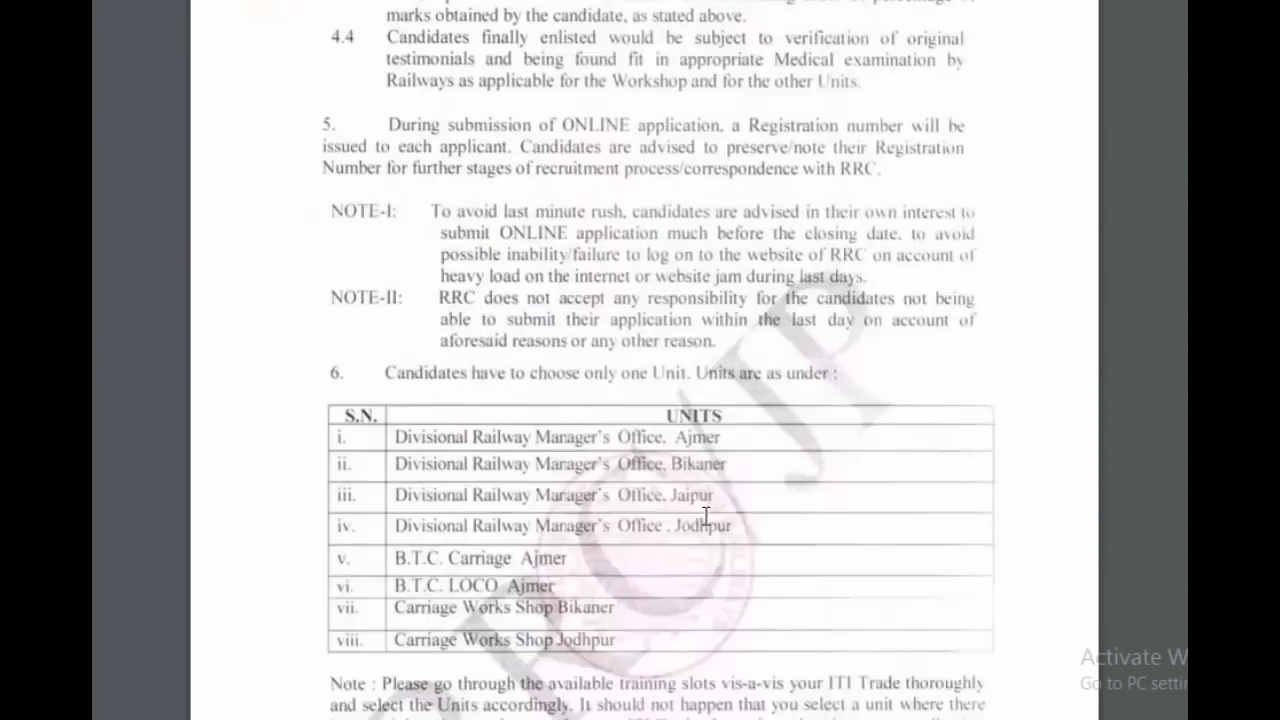 marks obtained by the candidate, as stated above.
4.4 Candidates finally enlisted would be subject to verification of original
testimonials and being found fit in appropriate Medical examination by
Railways as applicable for the Workshop and for the other Units.
5. During submission of ONLINE application, a Registration number will be
issued to each applicant. Candidates are advised to preserve/note their Registration
Number for further stages of recruitment process/correspondence with RRC.
NOTE-I: To avoid last minute rush, candidates are advised in their own interest to
submit ONLINE application much before the closing date, to avoid
possible inability/failure to log on to the website of RRC on account of
heavy load on the internet or website jam during last days.
NOTE-II: RRC does not accept any responsibility for the candidates not being
able to submit their application within the last day on account of
aforesaid reasons or any other reason.
6. Candidates have to choose only one Unit. Units are as under :
S.N. UNITS
i. Divisional Railway Manager's Office, Ajmer
ii. Divisional Railway Manager's Office, Bikaner
iii. Divisional Railway Manager's Office, Jaipur
iv. Divisional Railway Manager's Office , Jodhpur
v. B.T.C. Carriage Ajmer
vi. B.T.C. LOCO Ajmer
vii. Carriage Works Shop Bikaner
viii. Carriage Works Shop Jodhpur
Note : Please go through the available training slots vis-a-vis your ITI Trade thoroughly
and select the Units accordingly. It should not happen that you select a unit where there
Activate W
Go to PC settin